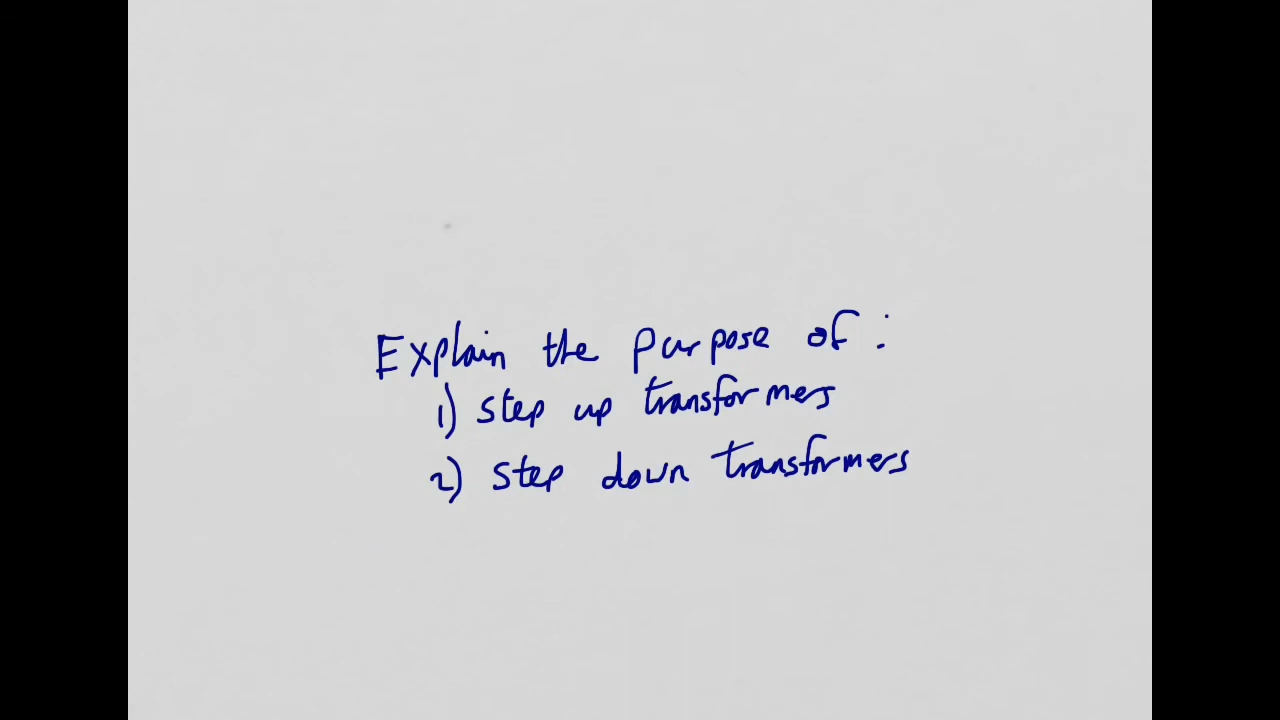 Explain the purpose of :
1) step up transformers
2) step down transformers